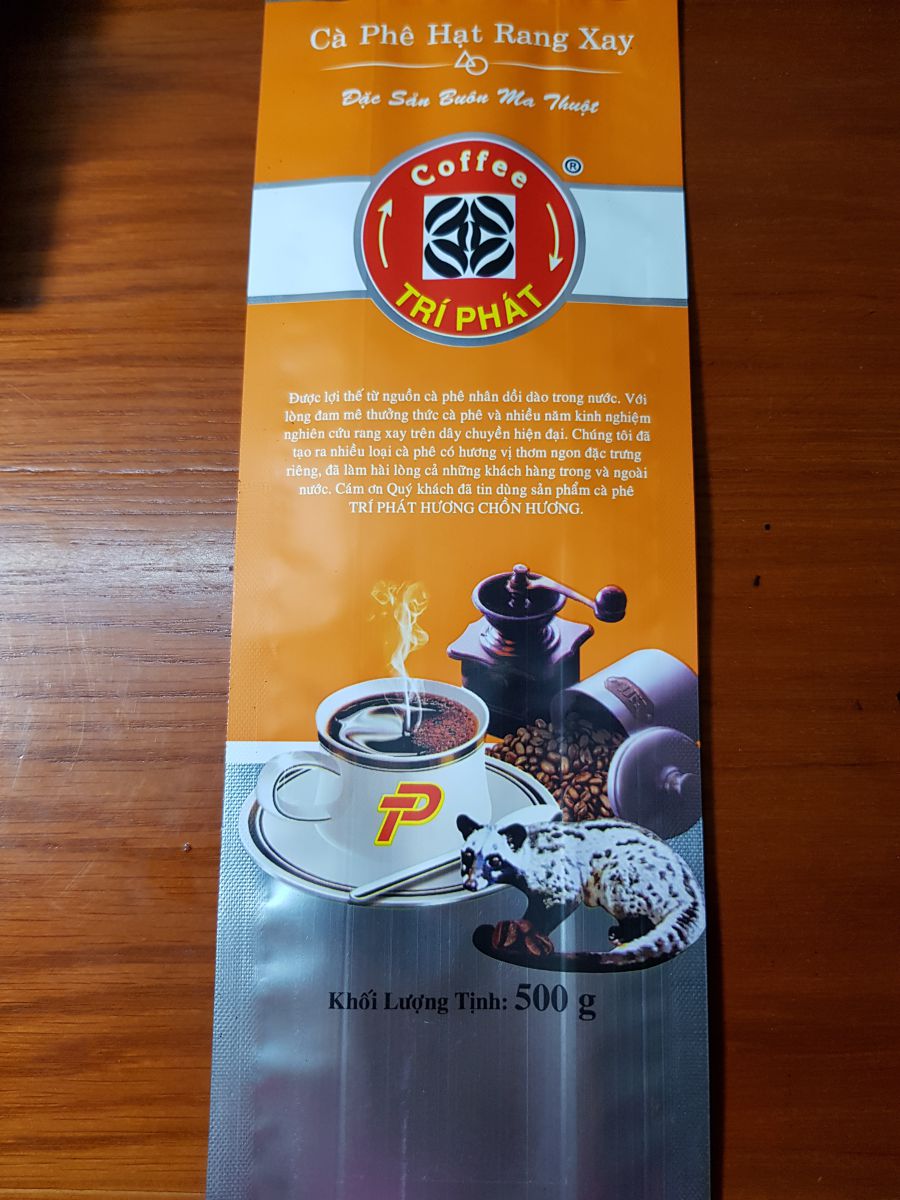 Cà Phê Hạt Rang Xay
Đặc Sản Buôn Ma Thuột
Coffee
®
TRÍ PHÁT
Được lợi thế từ nguồn cà phê nhân dồi dào trong nước. Với
lòng đam mê thưởng thức cà phê và nhiều năm kinh nghiệm
nghiên cứu rang xay trên dây chuyền hiện đại. Chúng tôi đã
tạo ra nhiều loại cà phê có hương vị thơm ngon đặc trưng
riêng, đã làm hài lòng cả những khách hàng trong và ngoài
nước. Cám ơn Quý khách đã tin dùng sản phẩm cà phê
TRÍ PHÁT HƯƠNG CHỒN HƯƠNG.
TP
Khối Lượng Tịnh: 500 g